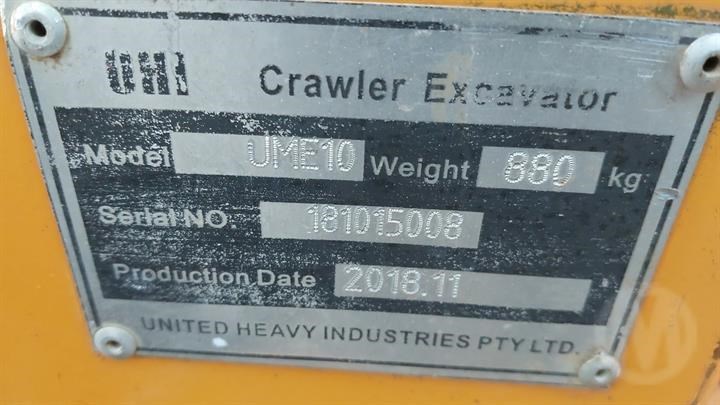 UHI Crawler Excavator
Model UME10 Weight 880 kg
Serial NO. 181015008
Production Date 2018.11
UNITED HEAVY INDUSTRIES PTY LTD.